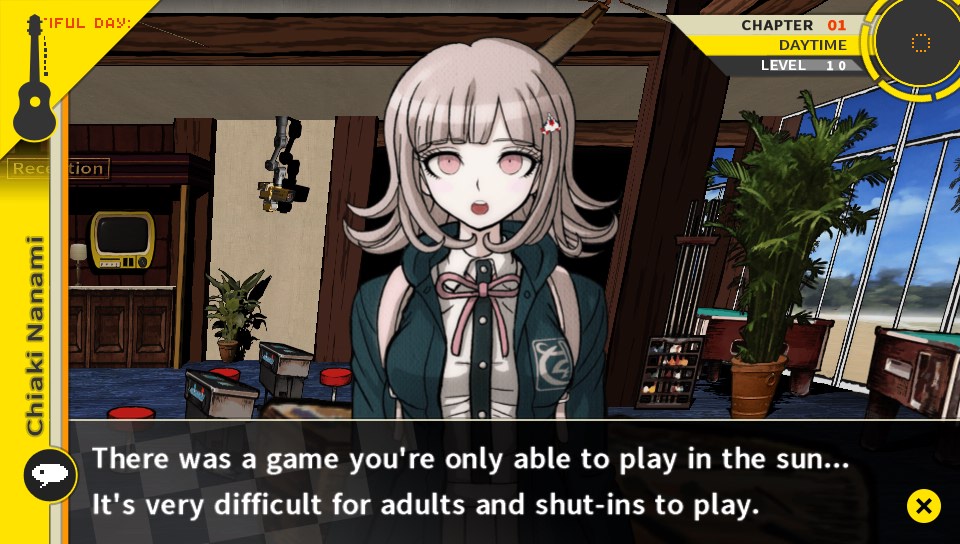 IFUL DAY:
CHAPTER 01
DAYTIME
LEVEL 10
Reception
Chiaki Nanami
There was a game you're only able to play in the sun...
It's very difficult for adults and shut-ins to play.